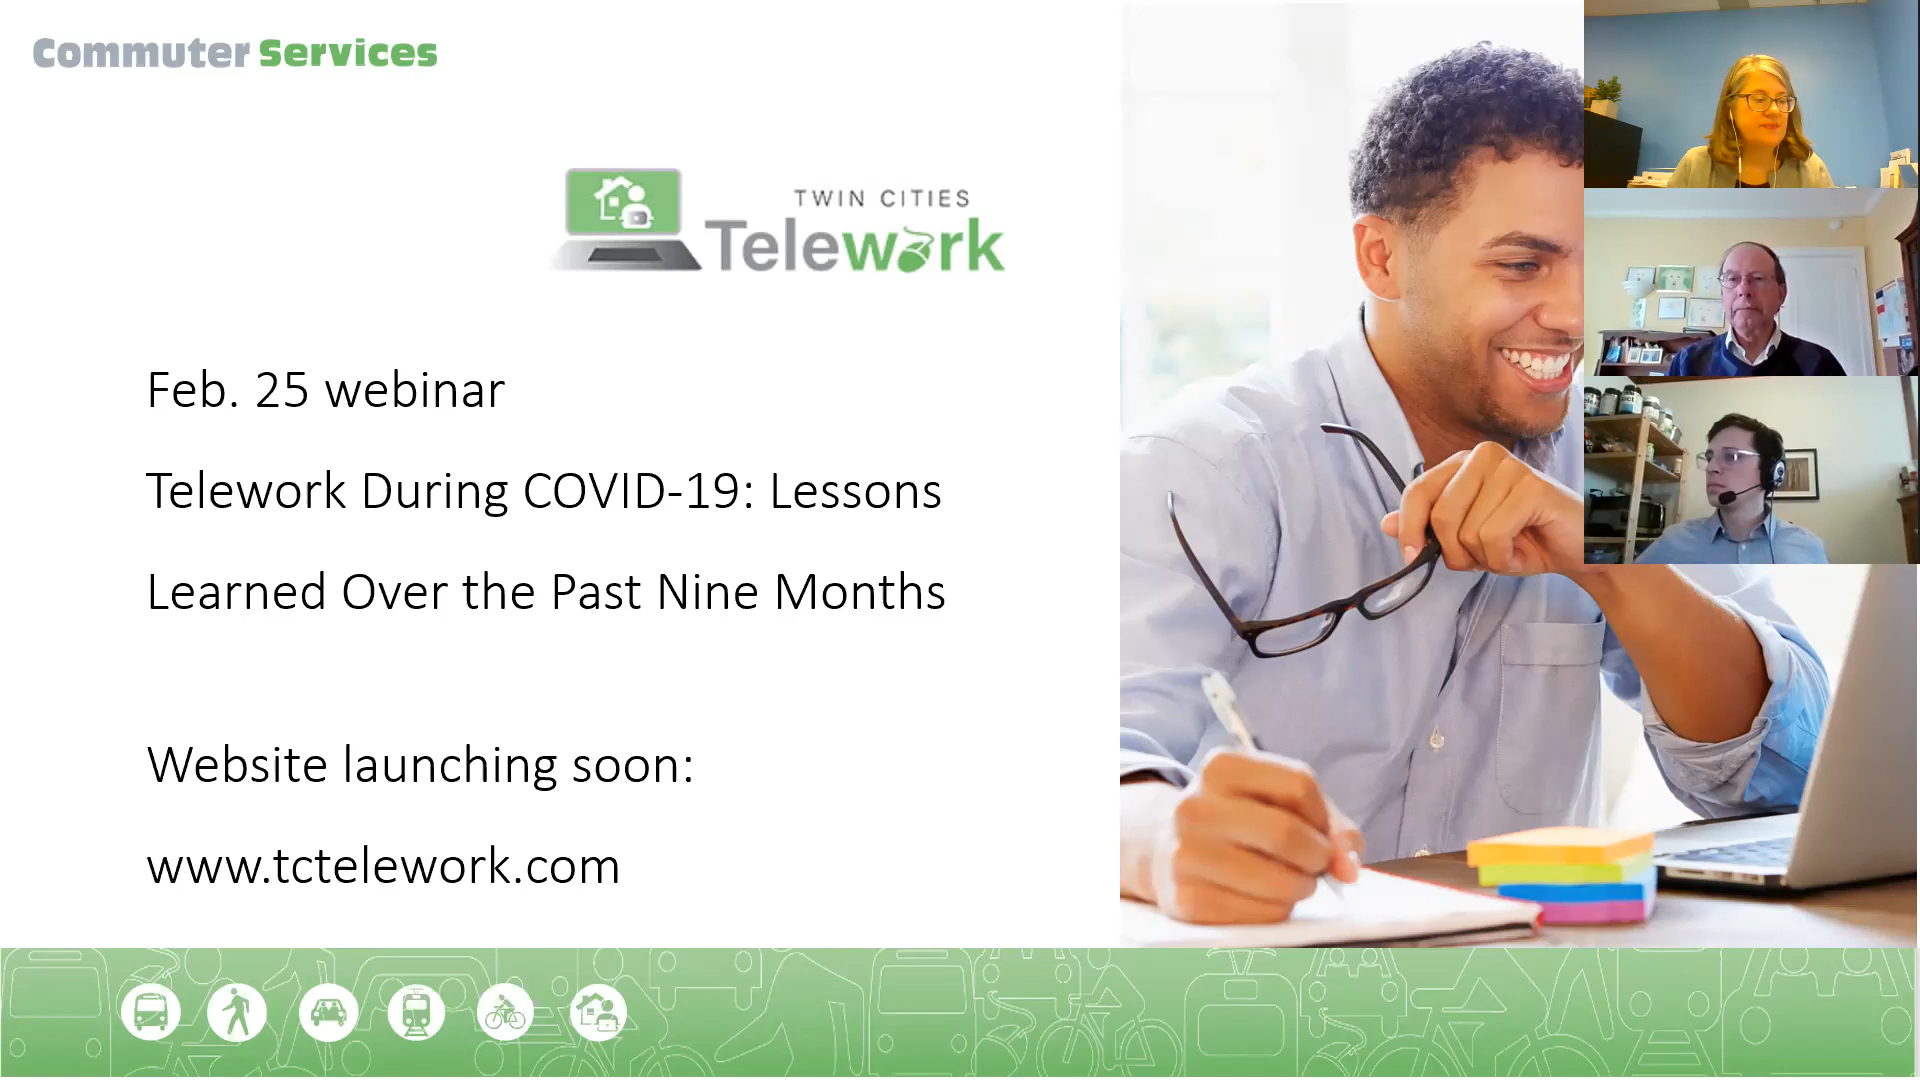 Commuter Services
TWIN CITIES
Telework
Feb. 25 webinar
Telework During COVID-19: Lessons
Learned Over the Past Nine Months
Website launching soon:
www.tctelework.com